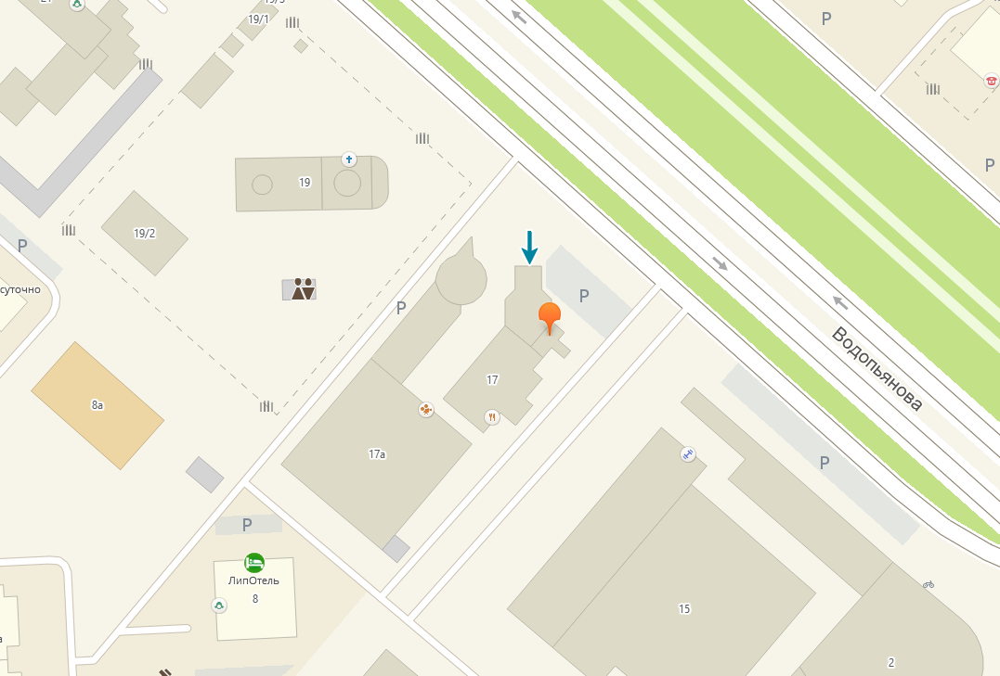 19/1
P
P
19
19/2
P
суточно
P
P
Водопьянова
17
8а
17а
P
P
ЛипОтель
8
15
2